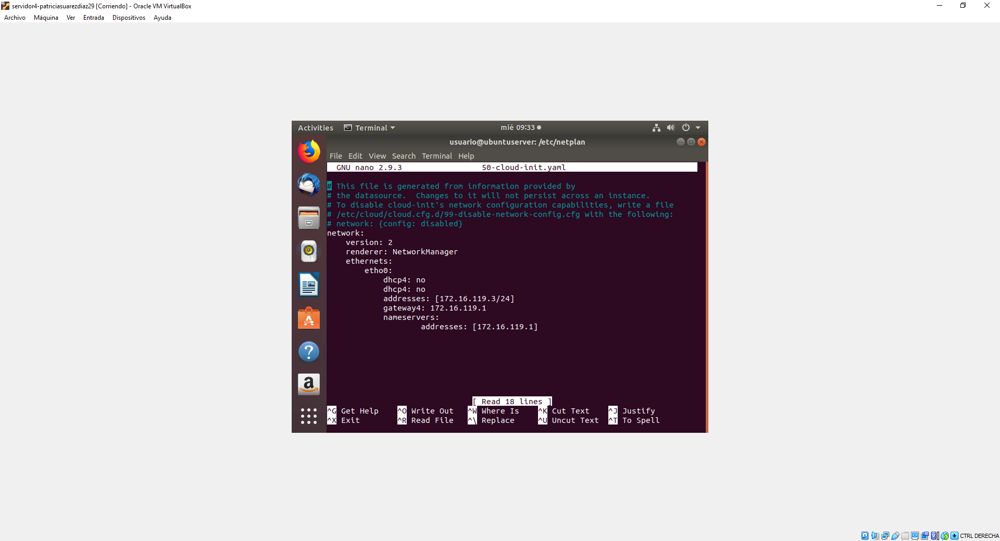 servidor4-patriciasuarezdiaz29 [Corriendo] - Oracle VM VirtualBox
Archivo Máquina Ver Entrada Dispositivos Ayuda
Activities Terminal mié 09:33
usuario@ubuntuserver: /etc/netplan
File Edit View Search Terminal Help
GNU nano 2.9.3 50-cloud-init.yaml
# This file is generated from information provided by
# the datasource.  Changes to it will not persist across an instance.
# To disable cloud-init's network configuration capabilities, write a file
# /etc/cloud/cloud.cfg.d/99-disable-network-config.cfg with the following:
# network: {config: disabled}
network:
    version: 2
    renderer: NetworkManager
    ethernets:
        etho0:
            dhcp4: no
            dhcp4: no
            addresses: [172.16.119.3/24]
            gateway4: 172.16.119.1
            nameservers:
                    addresses: [172.16.119.1]
[ Read 18 lines ]
^G Get Help ^O Write Out ^W Where Is ^K Cut Text ^J Justify
^X Exit ^R Read File ^\ Replace ^U Uncut Text ^T To Spell
CTRL DERECHA